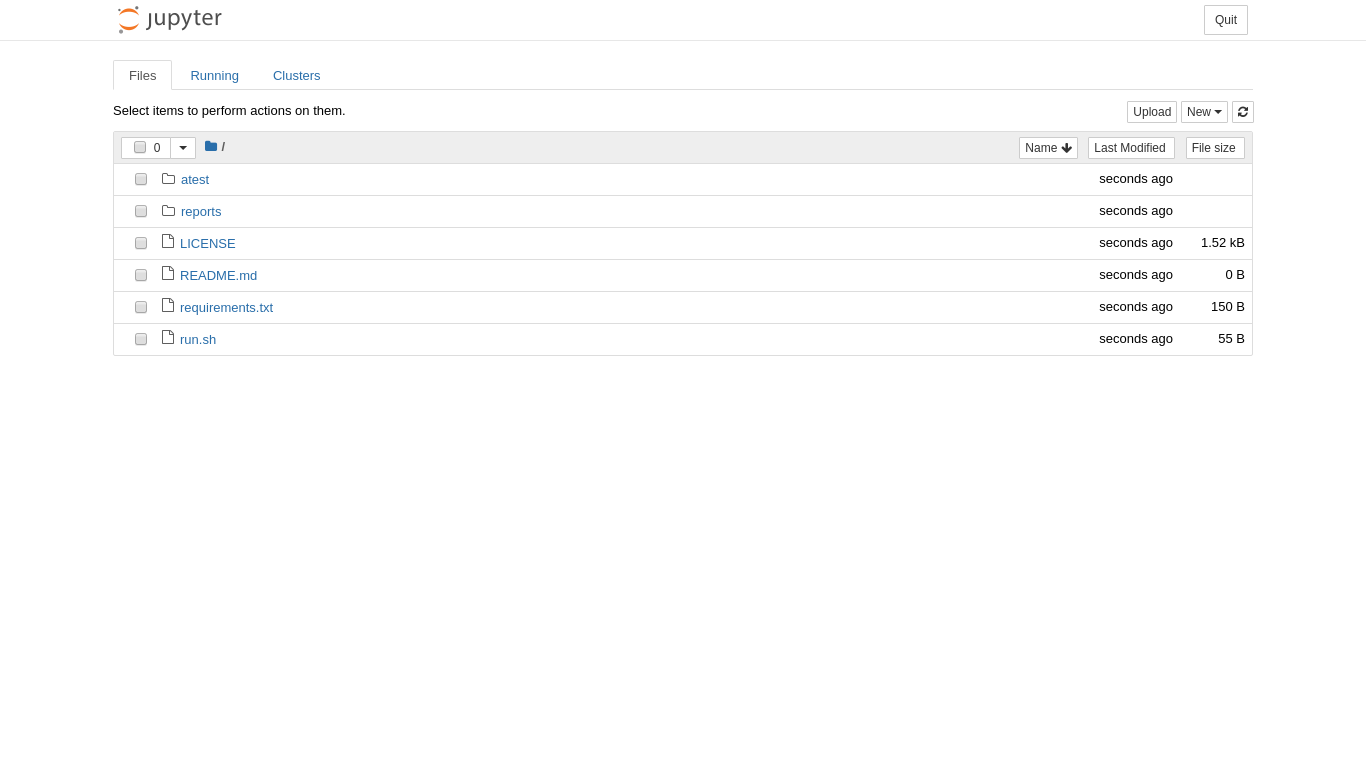 jupyter
Quit
Files Running Clusters
Select items to perform actions on them.
Upload New
0 / Name Last Modified File size
atest seconds ago
reports seconds ago
LICENSE seconds ago 1.52 kB
README.md seconds ago 0 B
requirements.txt seconds ago 150 B
run.sh seconds ago 55 B